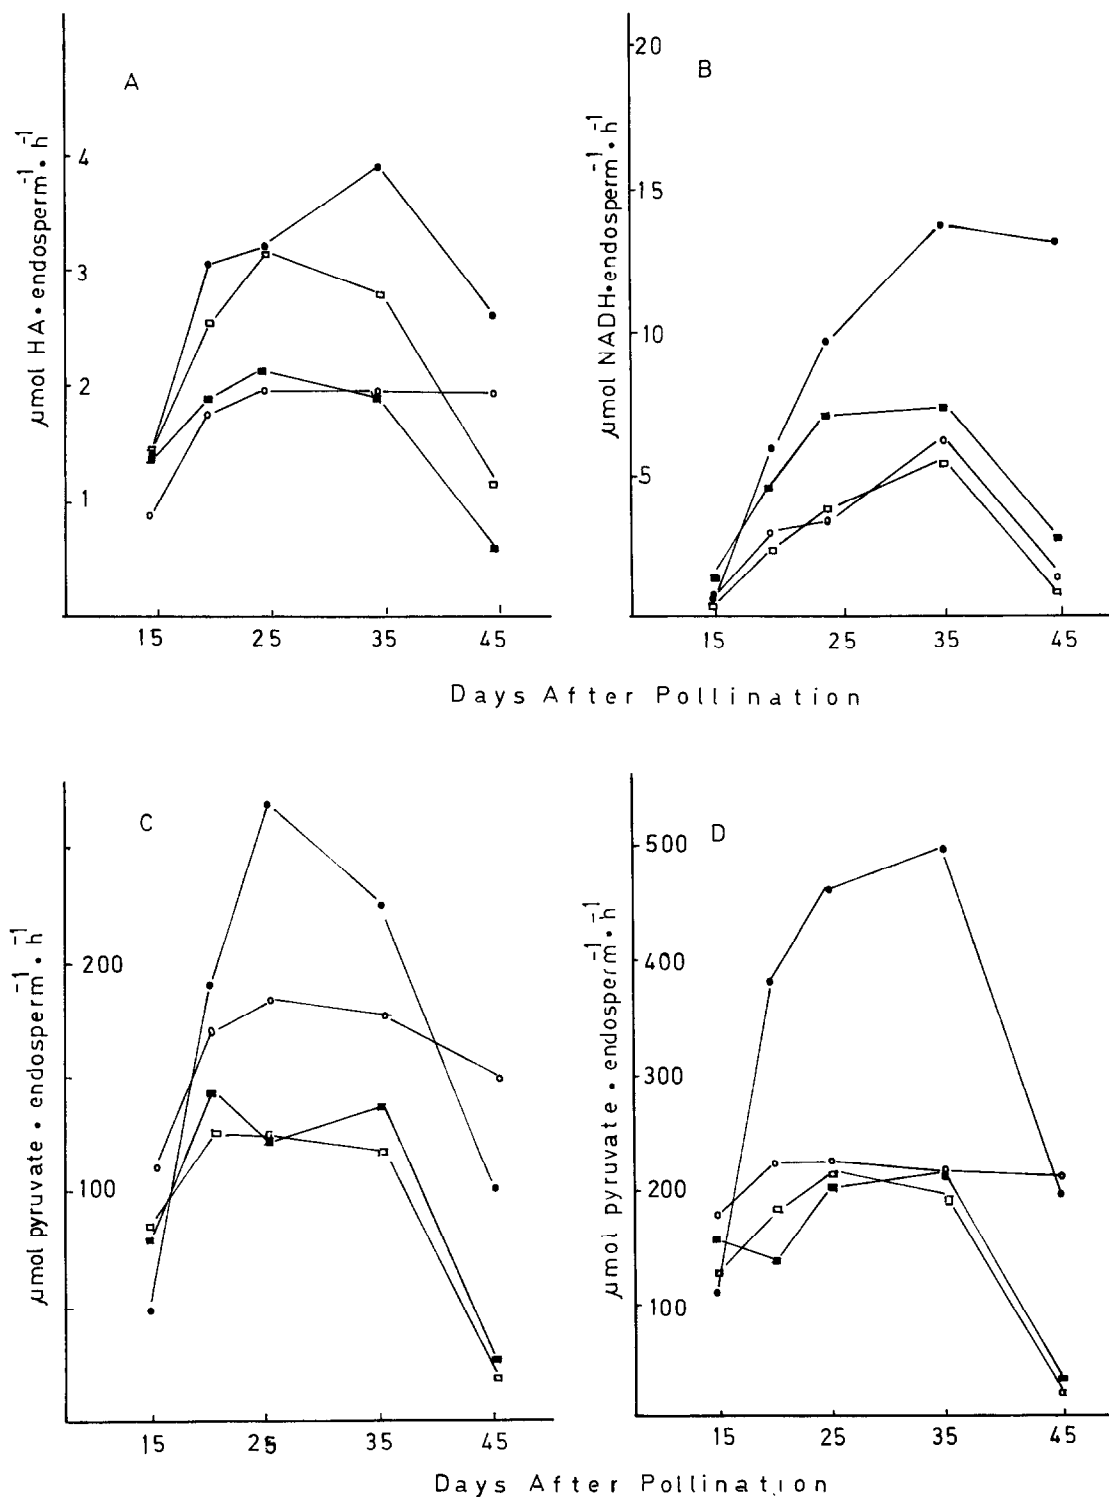 A
μmol HA • endosperm⁻¹ • h⁻¹
4
3
2
1
15 25 35 45
B
μmol NADH • endosperm⁻¹ • h⁻¹
20
15
10
5
15 25 35 45
Days After Pollination
C
μmol pyruvate • endosperm⁻¹ • h⁻¹
200
100
15 25 35 45
D
μmol pyruvate • endosperm⁻¹ • h⁻¹
500
400
300
200
100
15 25 35 45
Days After Pollination